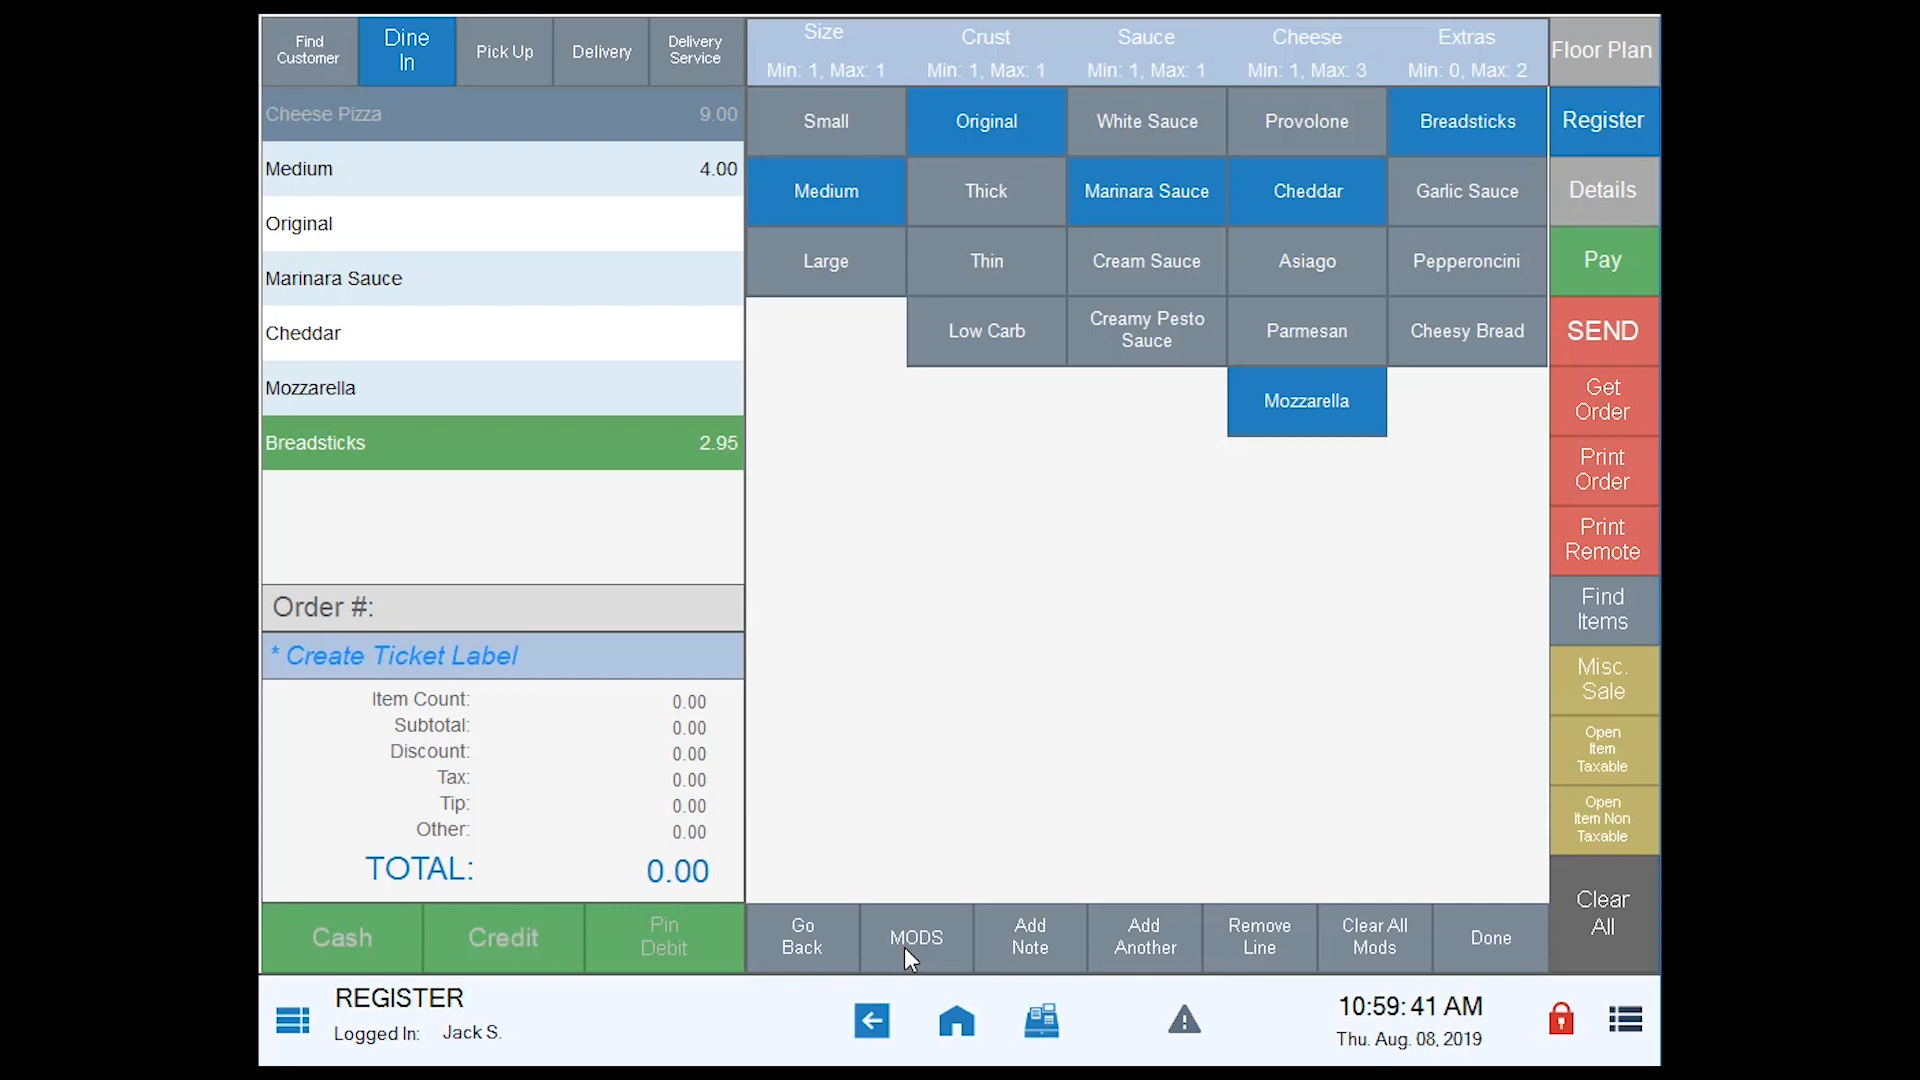 Find
Customer
Dine
In
Pick Up
Delivery
Delivery
Service
Size
Min: 1, Max: 1
Crust
Min: 1, Max: 1
Sauce
Min: 1, Max: 1
Cheese
Min: 1, Max: 3
Extras
Min: 0, Max: 2
Floor Plan
Cheese Pizza 9.00
Medium 4.00
Original
Marinara Sauce
Cheddar
Mozzarella
Breadsticks 2.95
Small
Original
White Sauce
Provolone
Breadsticks
Medium
Thick
Marinara Sauce
Cheddar
Garlic Sauce
Large
Thin
Cream Sauce
Asiago
Pepperoncini
Low Carb
Creamy Pesto
Sauce
Parmesan
Cheesy Bread
Mozzarella
Register
Details
Pay
SEND
Get
Order
Print
Order
Print
Remote
Find
Items
Misc.
Sale
Open
Item
Taxable
Open
Item Non
Taxable
Clear
All
Order #:
* Create Ticket Label
Item Count: 0.00
Subtotal: 0.00
Discount: 0.00
Tax: 0.00
Tip: 0.00
Other: 0.00
TOTAL: 0.00
Cash
Credit
Pin
Debit
Go
Back
MODS
Add
Note
Add
Another
Remove
Line
Clear All
Mods
Done
REGISTER
Logged In: Jack S.
10:59:41 AM
Thu. Aug. 08, 2019